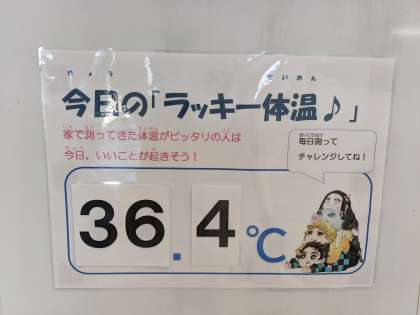 きょう たいおん
今日の「ラッキー体温♪」
家で測ってきた体温がピッタリの人は
今日、いいことが起きそう！
まいにちはか
毎日測って
チャレンジしてね！
36.4℃